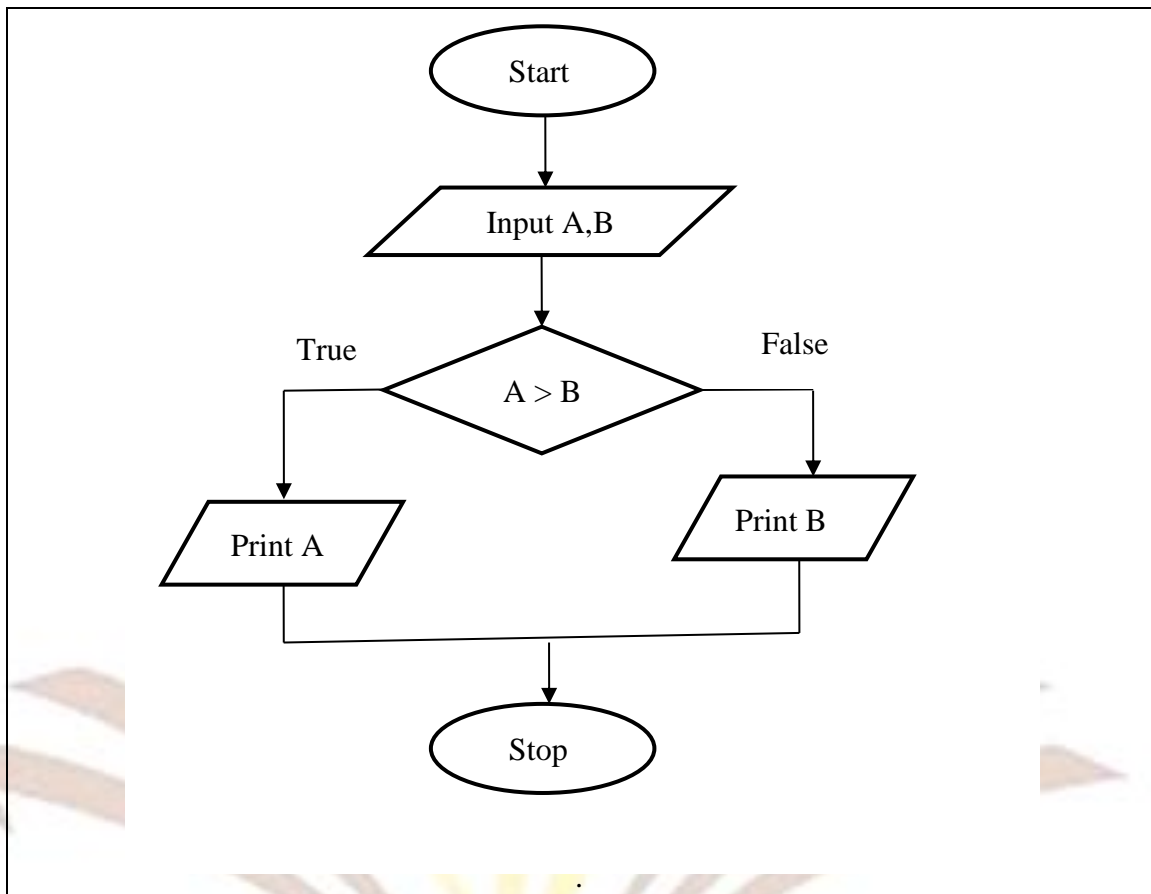 Start
Input A,B
True
False
A > B
Print A
Print B
Stop
.